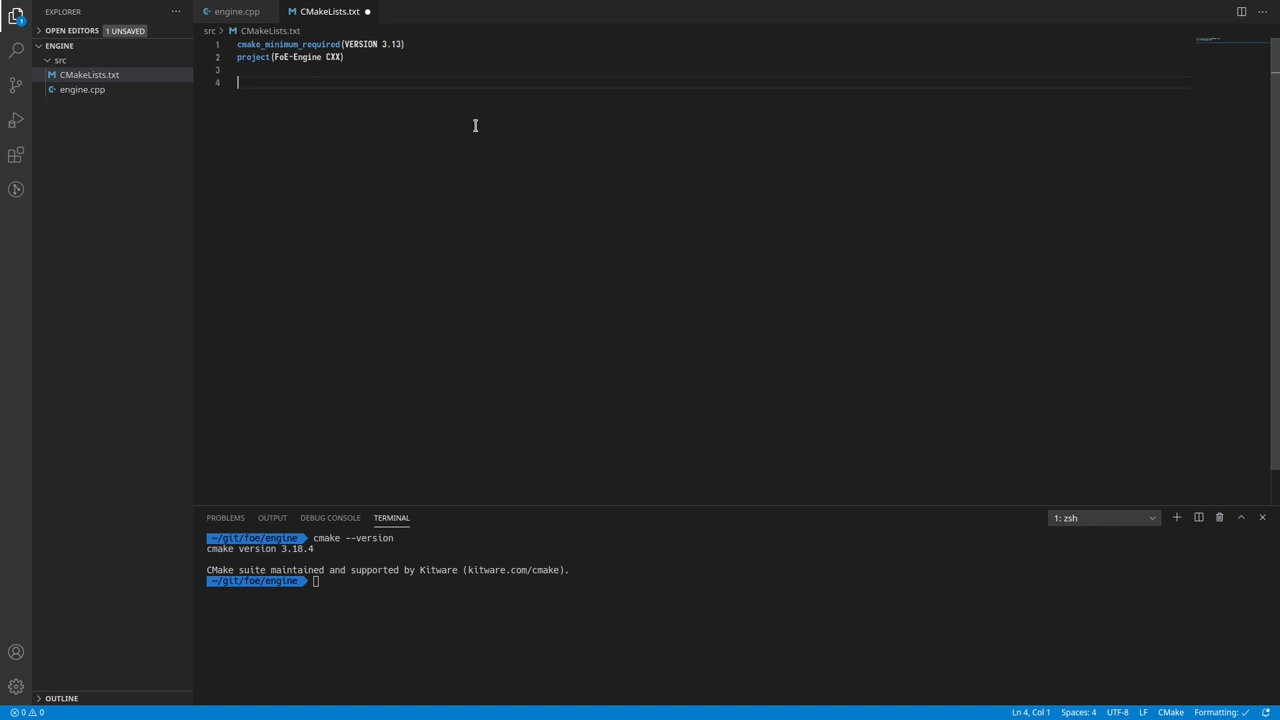 EXPLORER
OPEN EDITORS 1 UNSAVED
ENGINE
src
CMakeLists.txt
engine.cpp
OUTLINE
engine.cpp CMakeLists.txt
src CMakeLists.txt
1 cmake_minimum_required(VERSION 3.13)
2 project(FoE-Engine CXX)
3
4
PROBLEMS OUTPUT DEBUG CONSOLE TERMINAL 1: zsh
~/git/foe/engine cmake --version
cmake version 3.18.4
CMake suite maintained and supported by Kitware (kitware.com/cmake).
~/git/foe/engine
0 0 Ln 4, Col 1 Spaces: 4 UTF-8 LF CMake Formatting: ✓
1